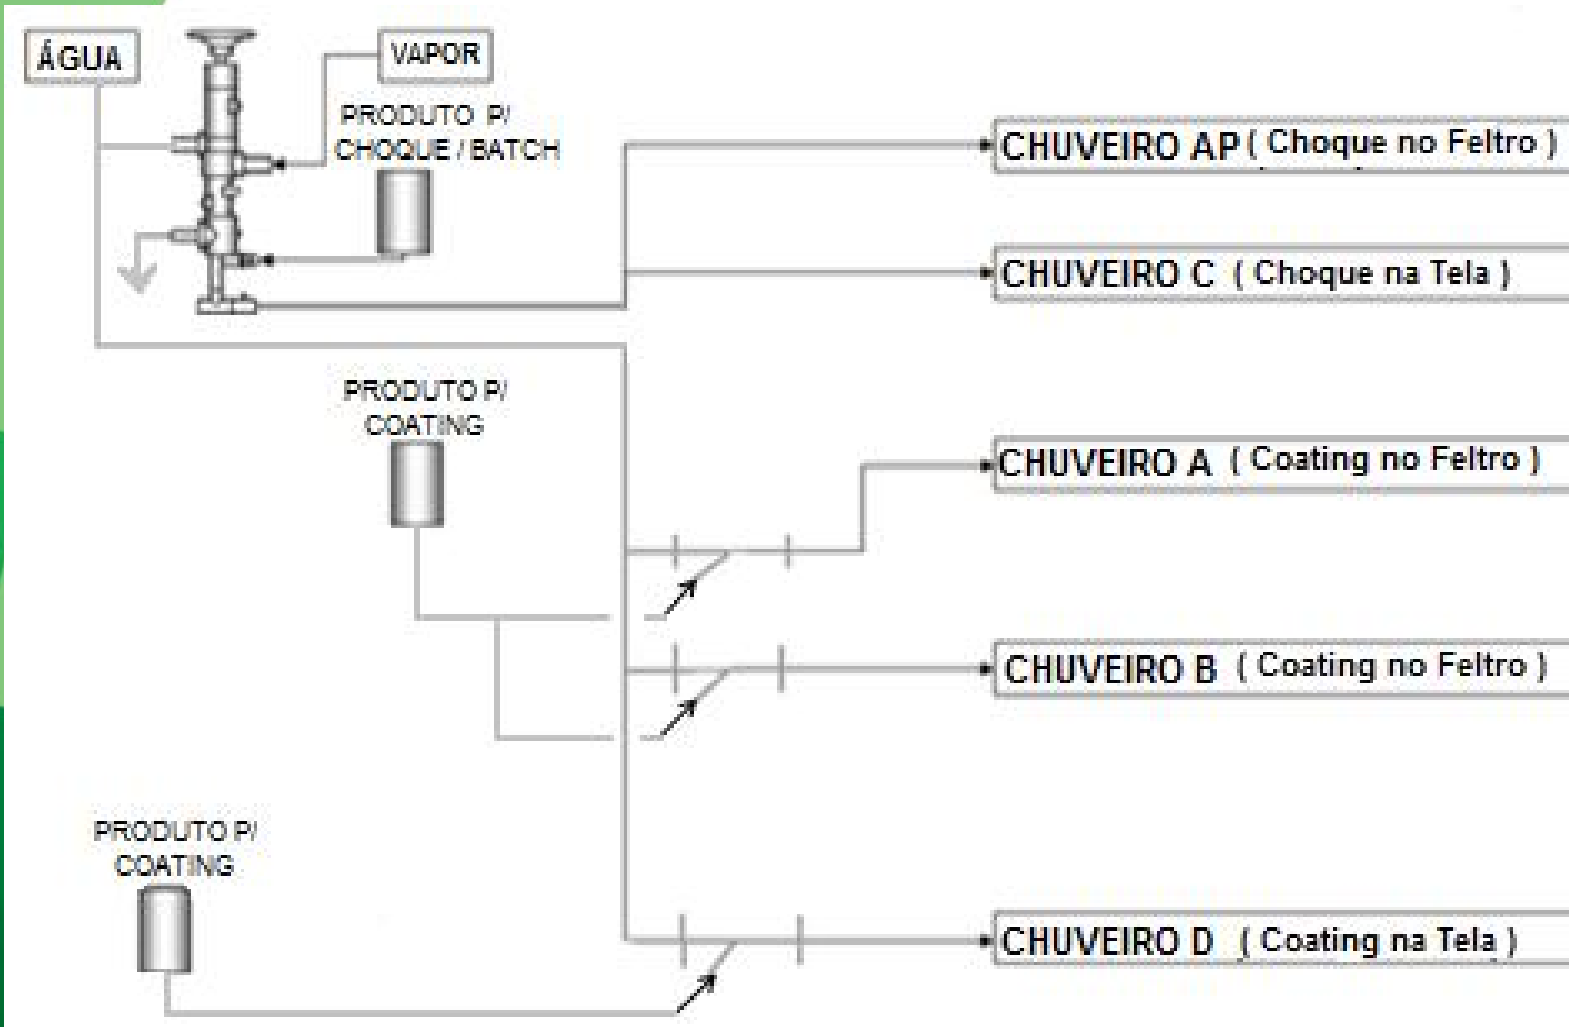 ÁGUA
VAPOR
PRODUTO P/
CHOQUE / BATCH
CHUVEIRO AP ( Choque no Feltro )
CHUVEIRO C ( Choque na Tela )
PRODUTO P/
COATING
CHUVEIRO A ( Coating no Feltro )
CHUVEIRO B ( Coating no Feltro )
PRODUTO P/
COATING
CHUVEIRO D ( Coating na Tela )